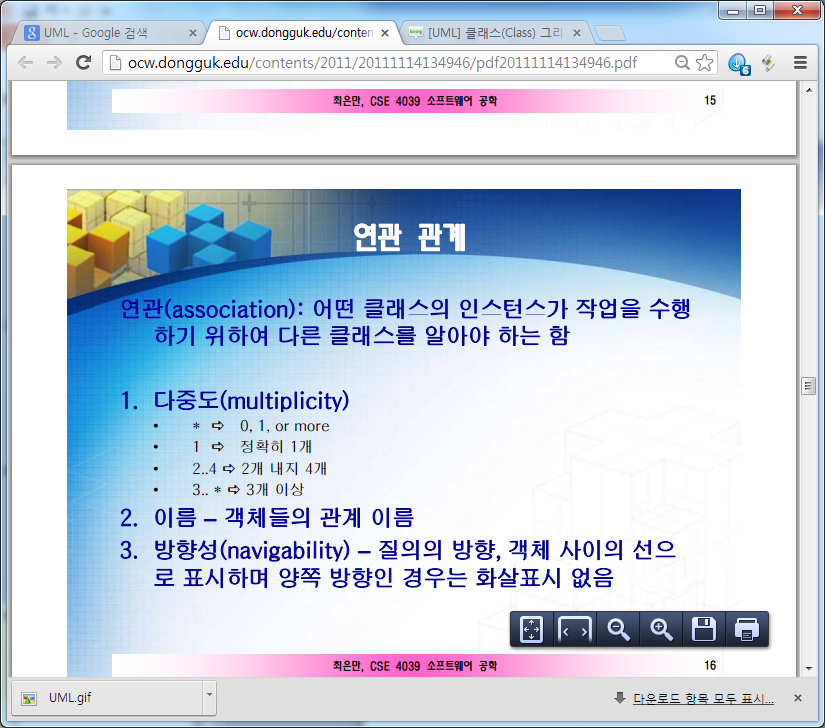 UML - Google 검색
ocw.dongguk.edu/conten
[UML] 클래스(Class) 그리
ocw.dongguk.edu/contents/2011/20111114134946/pdf20111114134946.pdf
6
최은만, CSE 4039 소프트웨어 공학
15
연관 관계
연관(association): 어떤 클래스의 인스턴스가 작업을 수행
하기 위하여 다른 클래스를 알아야 하는 함
1. 다중도(multiplicity)
• * ⇨ 0, 1, or more
• 1 ⇨ 정확히 1개
• 2..4 ⇨ 2개 내지 4개
• 3.. * ⇨ 3개 이상
2. 이름 – 객체들의 관계 이름
3. 방향성(navigability) – 질의의 방향, 객체 사이의 선으
로 표시하며 양쪽 방향인 경우는 화살표시 없음
최은만, CSE 4039 소프트웨어 공학
16
UML.gif
다운로드 항목 모두 표시...